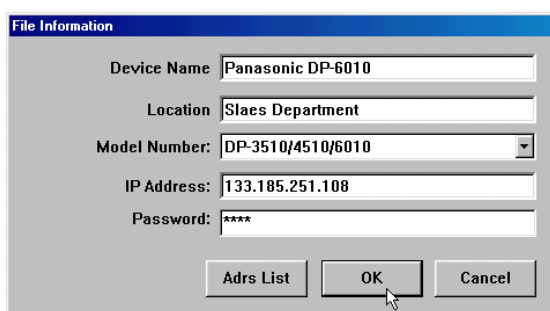 File Information
Device Name Panasonic DP-6010
Location Slaes Department
Model Number: DP-3510/4510/6010
IP Address: 133.185.251.108
Password: ****
Adrs List OK Cancel